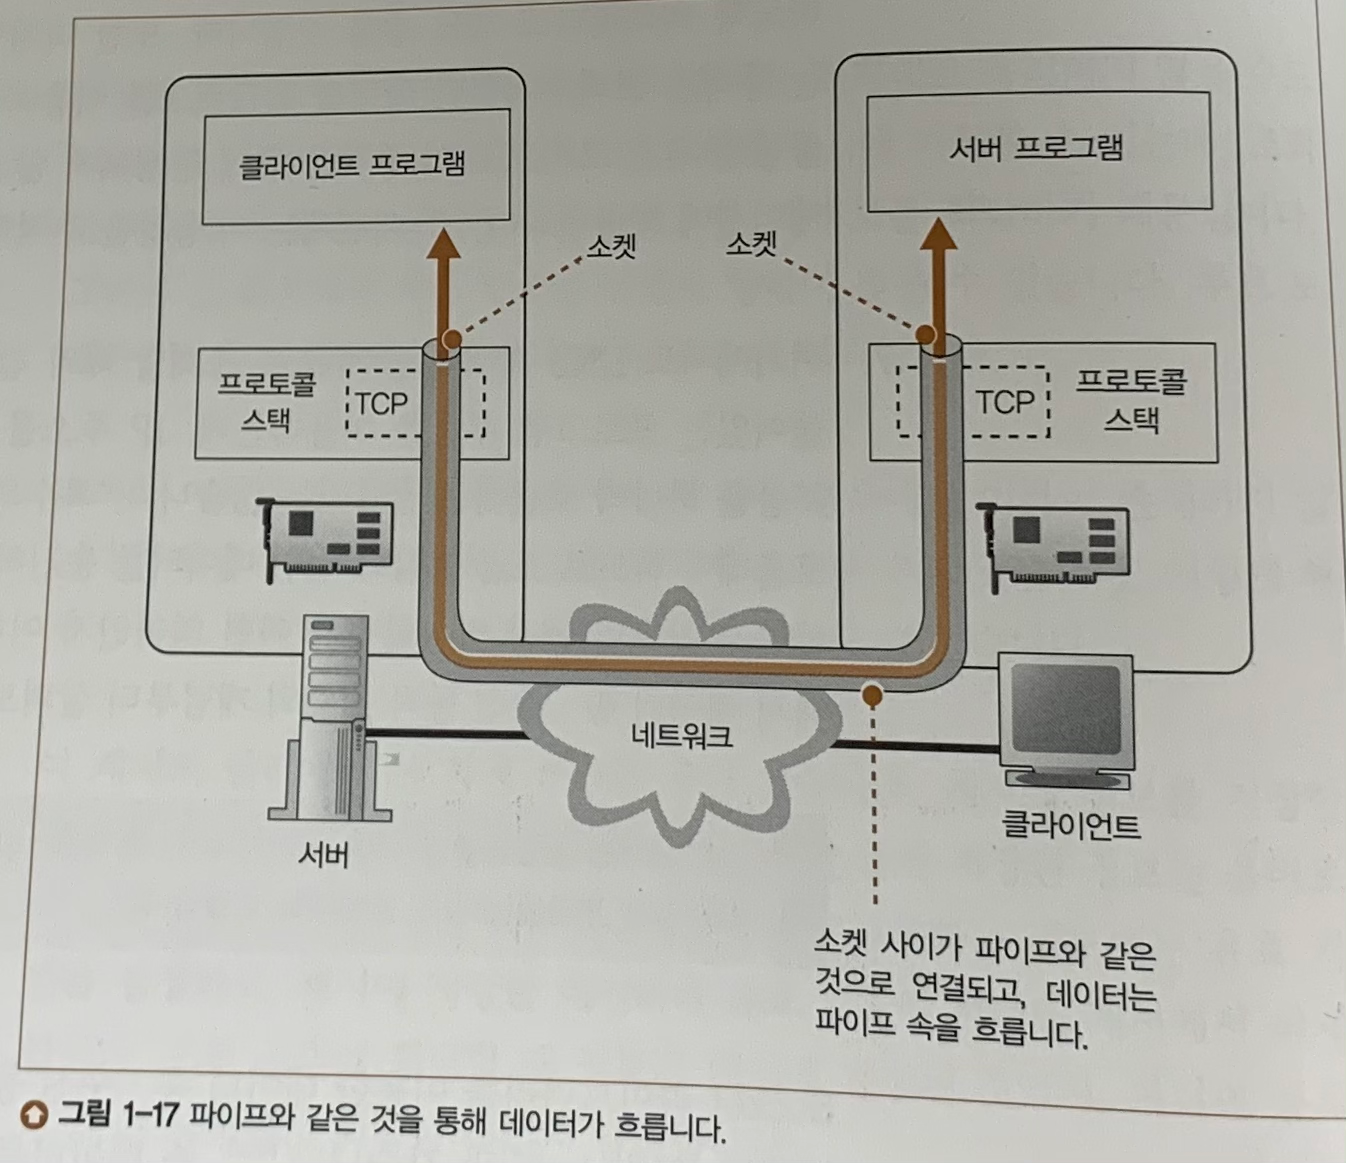 클라이언트 프로그램
서버 프로그램
소켓
소켓
프로토콜
스택
TCP
TCP
프로토콜
스택
네트워크
서버
클라이언트
소켓 사이가 파이프와 같은
것으로 연결되고, 데이터는
파이프 속을 흐릅니다.
그림 1-17 파이프와 같은 것을 통해 데이터가 흐릅니다.